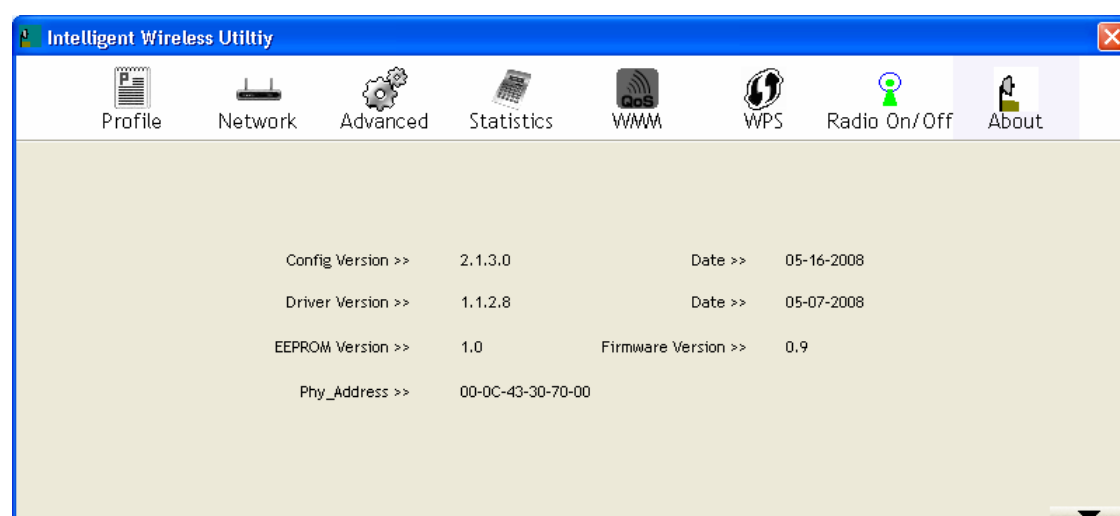 Intelligent Wireless Utiltiy
Profile Network Advanced Statistics QoS WMM WPS Radio On/Off About
Config Version >> 2.1.3.0 Date >> 05-16-2008
Driver Version >> 1.1.2.8 Date >> 05-07-2008
EEPROM Version >> 1.0 Firmware Version >> 0.9
Phy_Address >> 00-0C-43-30-70-00